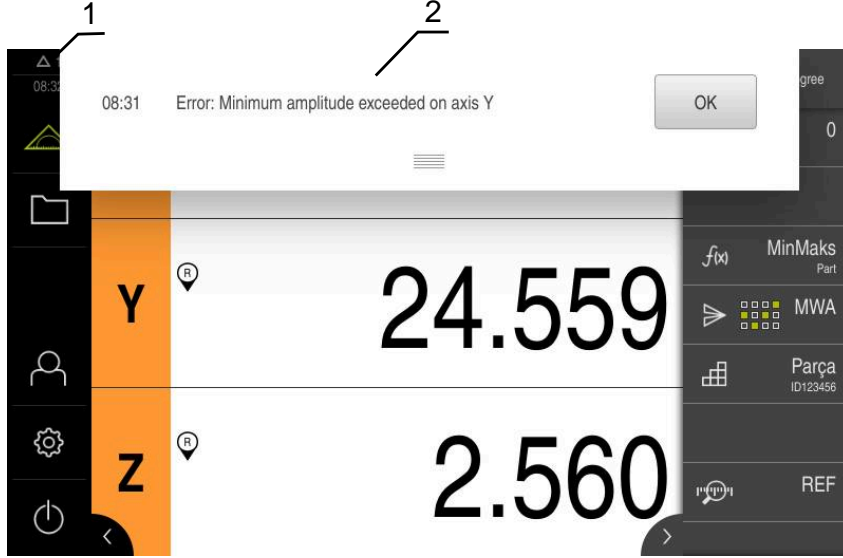 1
2
08:32
gree
08:31 Error: Minimum amplitude exceeded on axis Y
OK
0
Y
R
24.559
f(x)
MinMaks
Part
MWA
Parça
ID123456
Z
R
2.560
REF